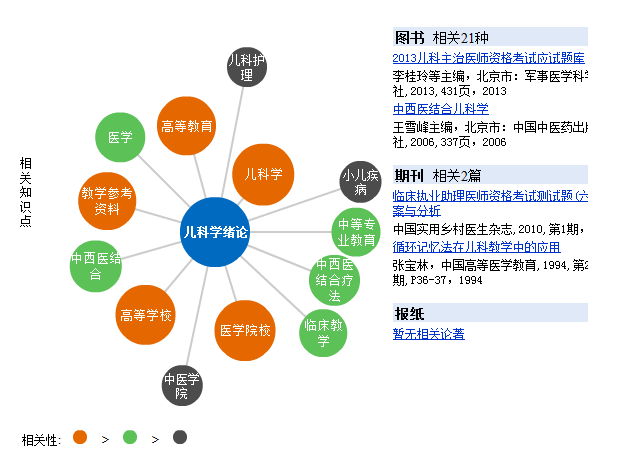 儿科护
理
高等教育
医学
儿科学
小儿疾
病
教学参考
资料
儿科学绪论
中等专
业教育
中西医结
合
中西医
结合疗
法
高等学校
医学院校
临床教
学
中医学
院
相
关
知
识
点
相关性: > >
图书 相关21种
2013儿科主治医师资格考试应试题库
李桂玲等主编，北京市：军事医学科学
社,2013,431页，2013
中西医结合儿科学
王雪峰主编，北京市：中国中医药出版
社,2006,337页，2006
期刊 相关2篇
临床执业助理医师资格考试测试题(六
案与分析
中国实用乡村医生杂志,2010,第1期，
循环记忆法在儿科教学中的应用
张宝林，中国高等医学教育,1994,第2
期,P36-37，1994
报纸
暂无相关论著